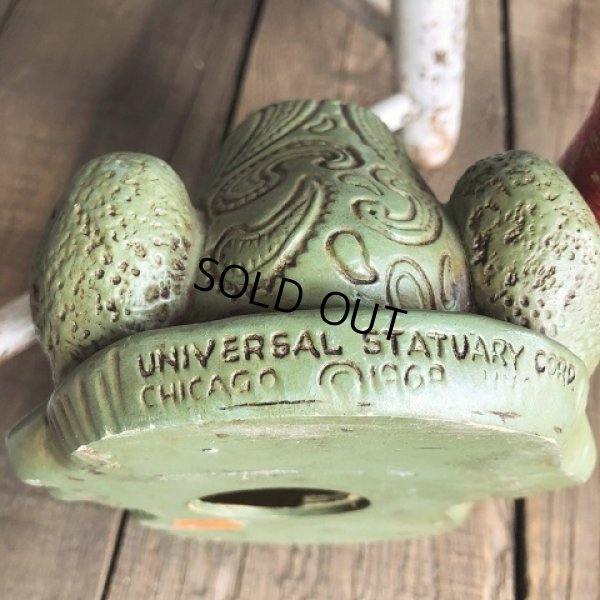 SOLD OUT
UNIVERSAL STATUARY CORP.
CHICAGO © 1968